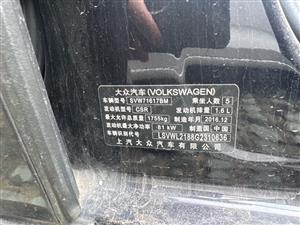 大众汽车(VOLKSWAGEN)
车辆型号 SVW71617BM 乘坐人数 5
发动机型号 CSR 发动机排量 1.6 L
最大允许总质量 1755kg 制造年月 2016.12
发动机最大净功率 81 kW 制造国 中国
车辆识别代号 LSVWL2188G2310636
上汽大众汽车有限公司